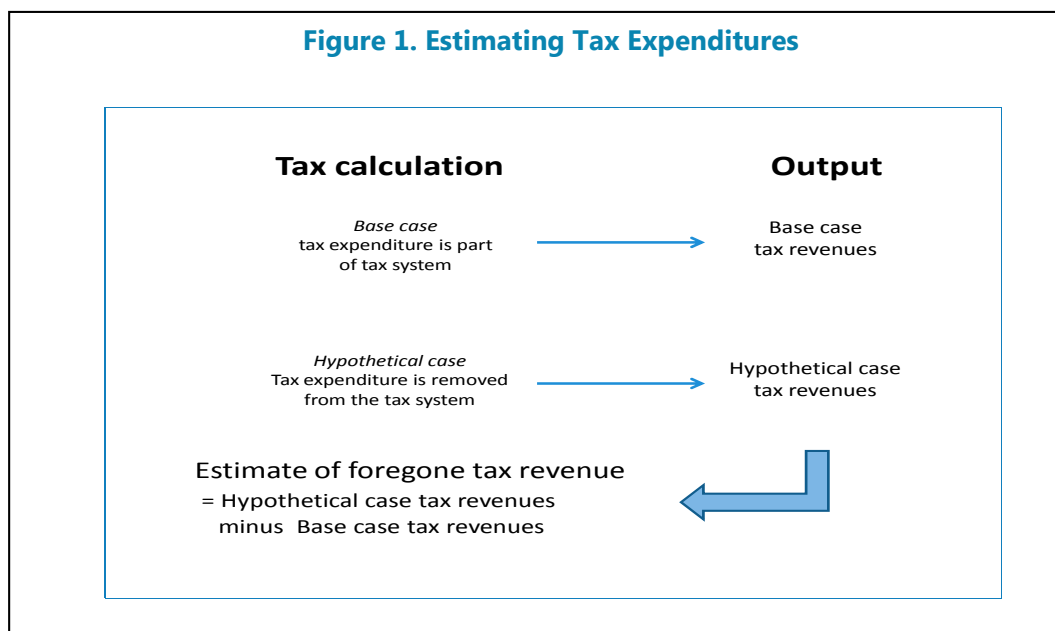 Figure 1. Estimating Tax Expenditures
Tax calculation
Output
Base case
tax expenditure is part
of tax system
Base case
tax revenues
Hypothetical case
Tax expenditure is removed
from the tax system
Hypothetical case
tax revenues
Estimate of foregone tax revenue
= Hypothetical case tax revenues
minus Base case tax revenues